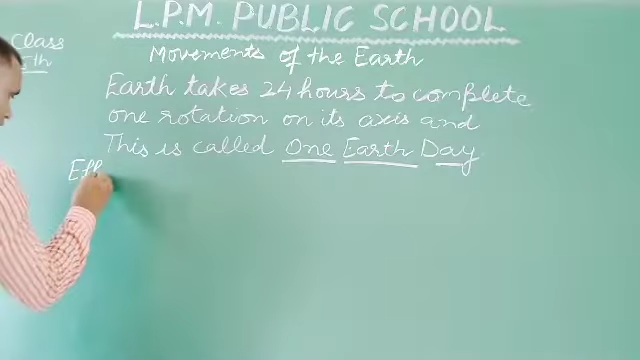 L.P.M. PUBLIC SCHOOL
Class
Movements of the Earth
Earth takes 24 hours to complete
one rotation on its axis and
This is called One Earth Day.
Eff